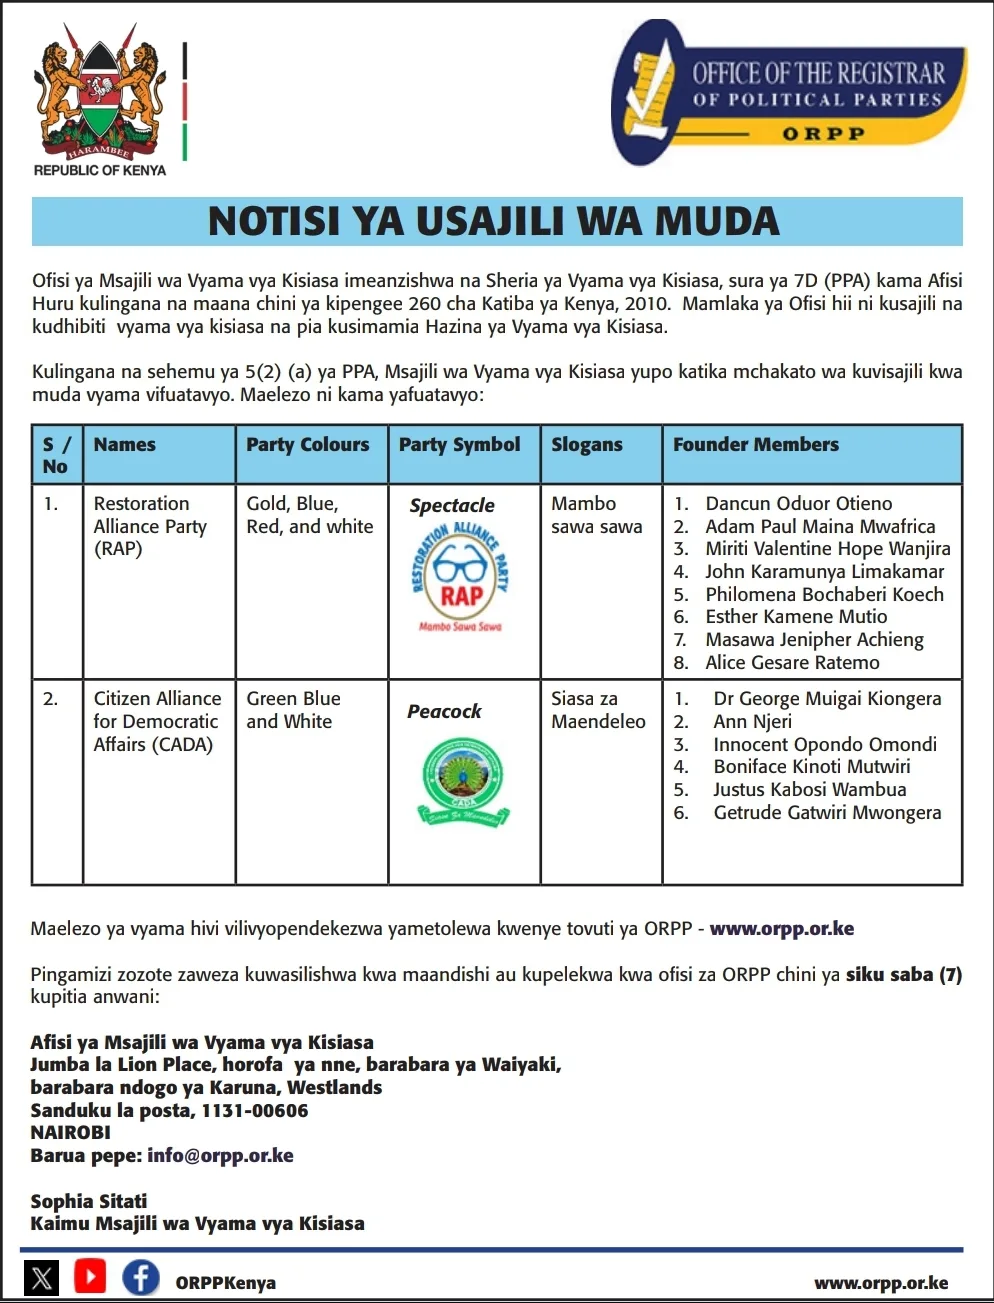 HARAMBEE
REPUBLIC OF KENYA
OFFICE OF THE REGISTRAR
OF POLITICAL PARTIES
ORPP
NOTISI YA USAJILI WA MUDA
Ofisi ya Msajili wa Vyama vya Kisiasa imeanzishwa na Sheria ya Vyama vya Kisiasa, sura ya 7D (PPA) kama Afisi
Huru kulingana na maana chini ya kipengee 260 cha Katiba ya Kenya, 2010. Mamlaka ya Ofisi hii ni kusajili na
kudhibiti vyama vya kisiasa na pia kusimamia Hazina ya Vyama vya Kisiasa.
Kulingana na sehemu ya 5(2) (a) ya PPA, Msajili wa Vyama vya Kisiasa yupo katika mchakato wa kuvisajili kwa
muda vyama vifuatavyo. Maelezo ni kama yafuatavyo:
S / No
Names
Party Colours
Party Symbol
Slogans
Founder Members
1.
Restoration
Alliance Party
(RAP)
Gold, Blue,
Red, and white
Spectacle
RESTORATION ALLIANCE PARTY
RAP
Mambo Sawa Sawa
Mambo
sawa sawa
1. Dancun Oduor Otieno
2. Adam Paul Maina Mwafrica
3. Miriti Valentine Hope Wanjira
4. John Karamunya Limakamar
5. Philomena Bochaberi Koech
6. Esther Kamene Mutio
7. Masawa Jenipher Achieng
8. Alice Gesare Ratemo
2.
Citizen Alliance
for Democratic
Affairs (CADA)
Green Blue
and White
Peacock
CADA
Siasa Za Maendeleo
Siasa za
Maendeleo
1. Dr George Muigai Kiongera
2. Ann Njeri
3. Innocent Opondo Omondi
4. Boniface Kinoti Mutwiri
5. Justus Kabosi Wambua
6. Getrude Gatwiri Mwongera
Maelezo ya vyama hivi vilivyopendekezwa yametolewa kwenye tovuti ya ORPP - www.orpp.or.ke
Pingamizi zozote zaweza kuwasilishwa kwa maandishi au kupelekwa kwa ofisi za ORPP chini ya siku saba (7)
kupitia anwani:
Afisi ya Msajili wa Vyama vya Kisiasa
Jumba la Lion Place, horofa ya nne, barabara ya Waiyaki,
barabara ndogo ya Karuna, Westlands
Sanduku la posta, 1131-00606
NAIROBI
Barua pepe: info@orpp.or.ke
Sophia Sitati
Kaimu Msajili wa Vyama vya Kisiasa
ORPPKenya
www.orpp.or.ke